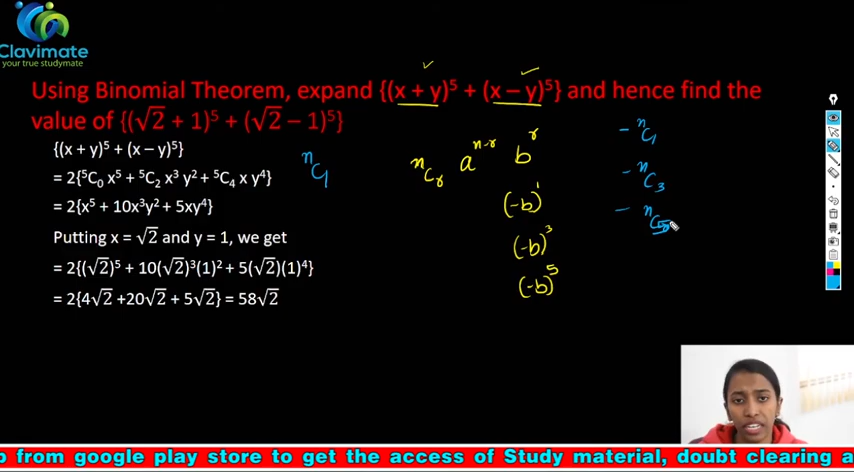 Clavimate
your true studymate
Using Binomial Theorem, expand {(x + y)⁵ + (x – y)⁵} and hence find the
value of {(√2 + 1)⁵ + (√2 – 1)⁵}
{(x + y)⁵ + (x – y)⁵}
= 2{⁵C₀ x⁵ + ⁵C₂ x³ y² + ⁵C₄ x y⁴}
= 2{x⁵ + 10x³y² + 5xy⁴}
Putting x = √2 and y = 1, we get
= 2{(√2)⁵ + 10(√2)³(1)² + 5(√2)(1)⁴}
= 2{4√2 +20√2 + 5√2} = 58√2
ⁿC₁
ⁿCᵣ aⁿ⁻ʳ bʳ
(-b)¹
(-b)³
(-b)⁵
- ⁿC₁
- ⁿC₃
- ⁿC₅
p from google play store to get the access of Study material, doubt clearing a